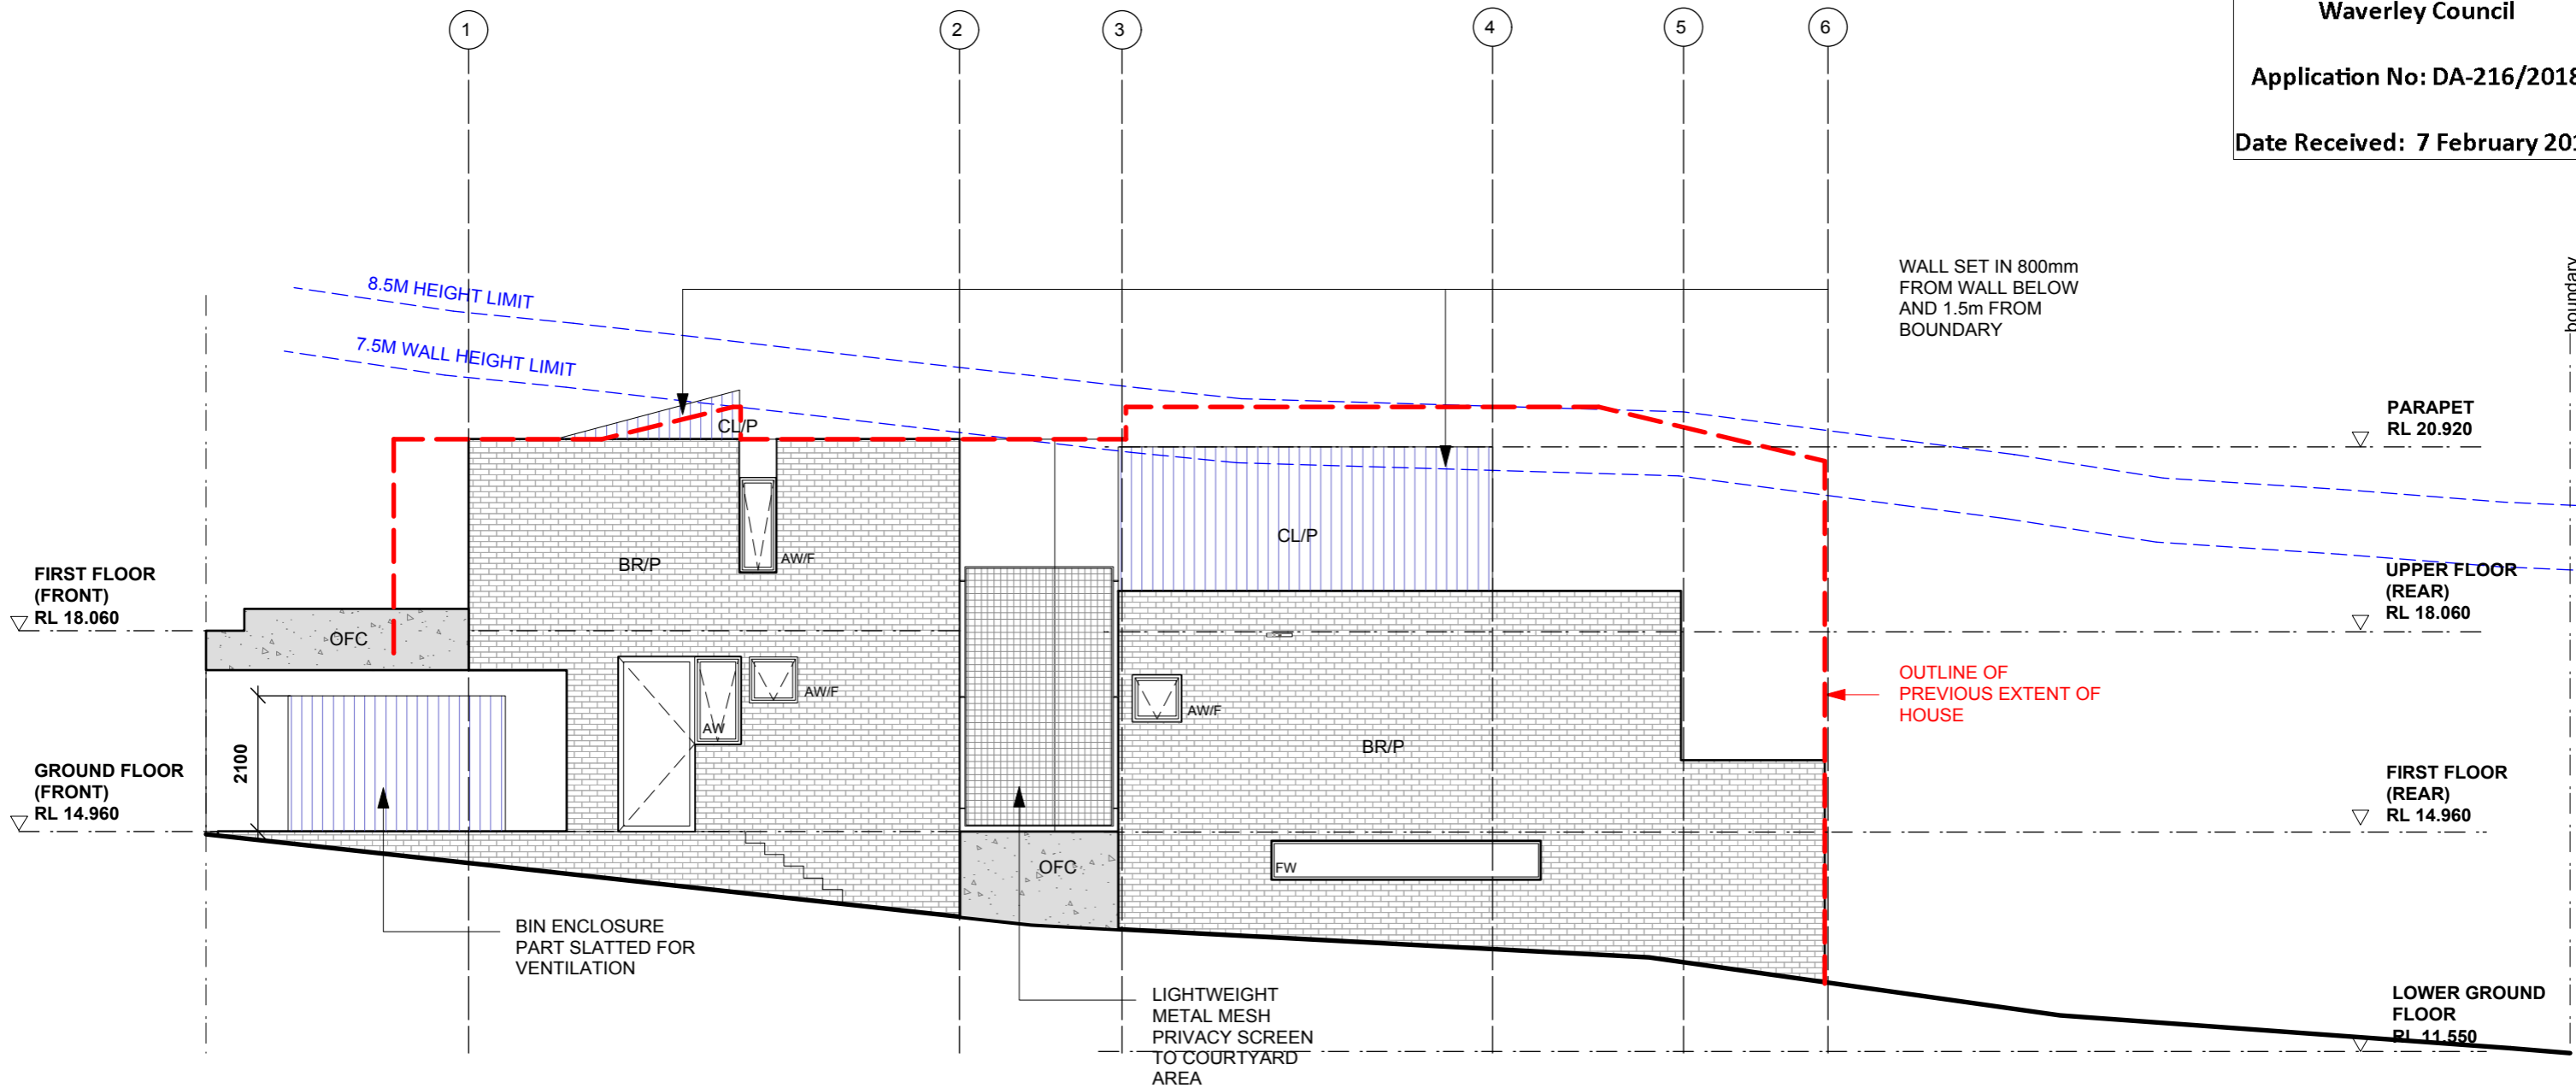 Waverley Council
Application No: DA-216/2018
Date Received: 7 February 201
1
2
3
4
5
6
8.5M HEIGHT LIMIT
7.5M WALL HEIGHT LIMIT
WALL SET IN 800mm
FROM WALL BELOW
AND 1.5m FROM
BOUNDARY
boundary
PARAPET
RL 20.920
CL/P
CL/P
BR/P
AW/F
FIRST FLOOR
(FRONT)
RL 18.060
OFC
UPPER FLOOR
(REAR)
RL 18.060
AW/F
AW
AW/F
BR/P
OUTLINE OF
PREVIOUS EXTENT OF
HOUSE
2100
GROUND FLOOR
(FRONT)
RL 14.960
FIRST FLOOR
(REAR)
RL 14.960
OFC
FW
BIN ENCLOSURE
PART SLATTED FOR
VENTILATION
LIGHTWEIGHT
METAL MESH
PRIVACY SCREEN
TO COURTYARD
AREA
LOWER GROUND
FLOOR
RL 11.550